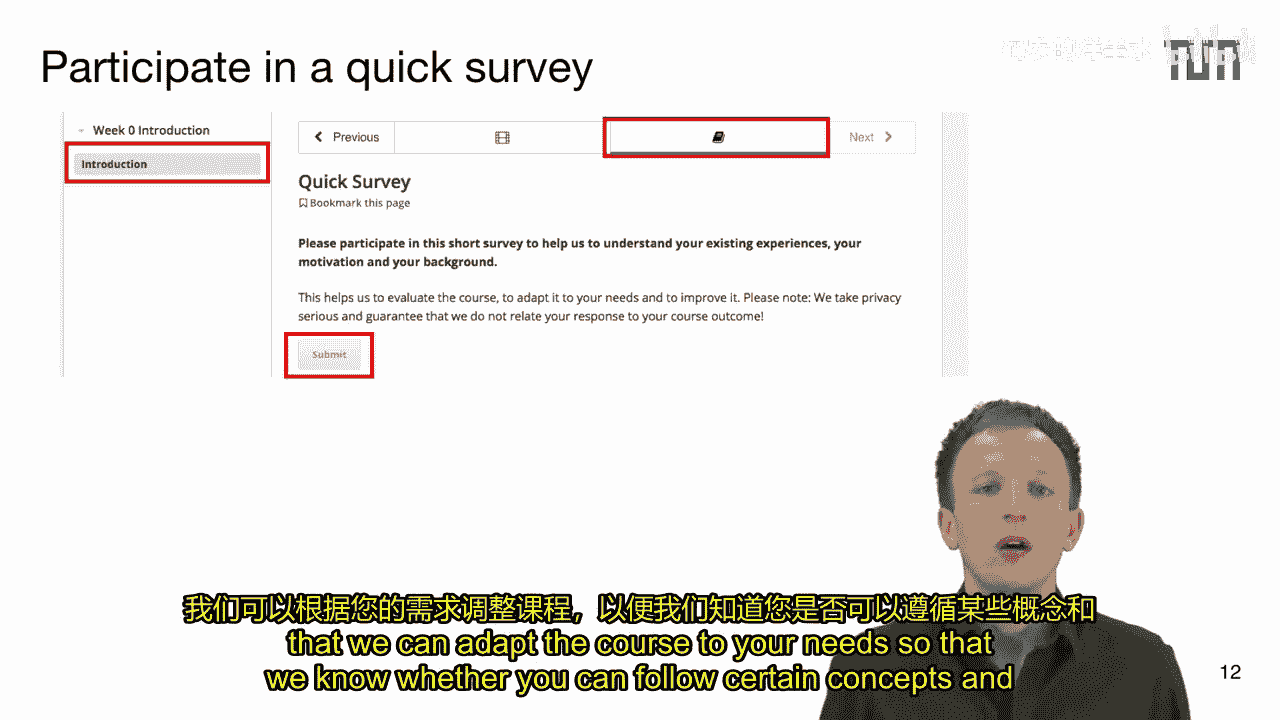 Participate in a quick survey
TUM
Week 0 Introduction
Introduction
Previous
Next
Quick Survey
Bookmark this page
Please participate in this short survey to help us to understand your existing experiences, your
motivation and your background.
This helps us to evaluate the course, to adapt it to your needs and to improve it. Please note: We take privacy
serious and guarantee that we do not relate your response to your course outcome!
Submit
我们可以根据您的需求调整课程，以便我们知道您是否可以遵循某些概念和
that we can adapt the course to your needs so that
we know whether you can follow certain concepts and
12